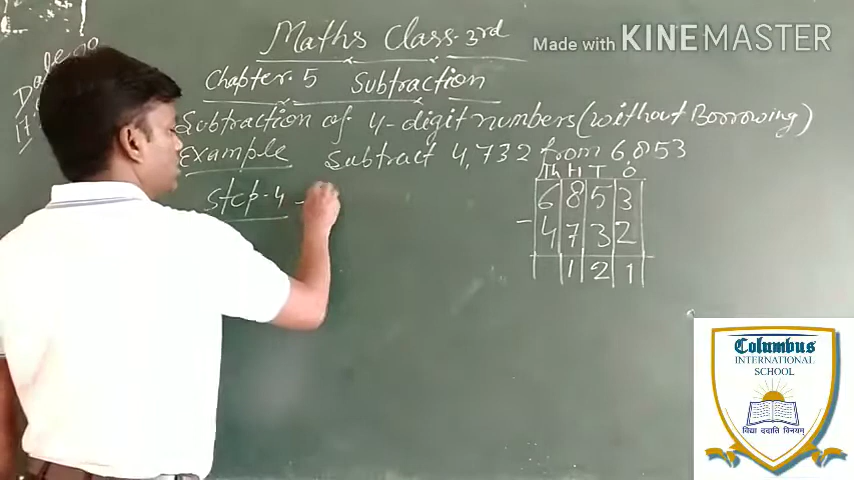 Made with KINEMASTER
Maths Class-3rd
Chapter-5 Subtraction
Subtraction of 4-digit numbers (without Borrowing)
Example Subtract 4,732 from 6,853
Step-4 -
Th H T O
6 8 5 3
- 4 7 3 2
1 2 1
Columbus
INTERNATIONAL
SCHOOL
विद्या ददाति विनयम्